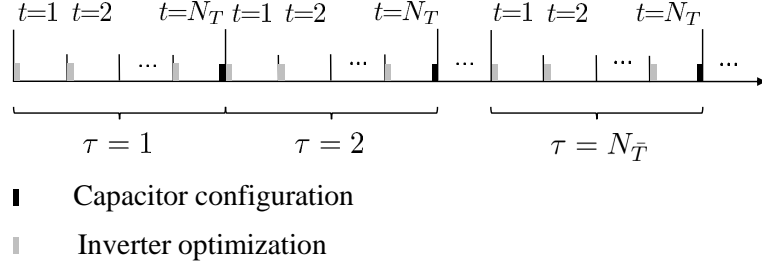 t=1 t=2 t=N_T t=1 t=2 t=N_T t=1 t=2 t=N_T
... ... ... ... ...
τ = 1 τ = 2 τ = N_T̄
Capacitor configuration
Inverter optimization